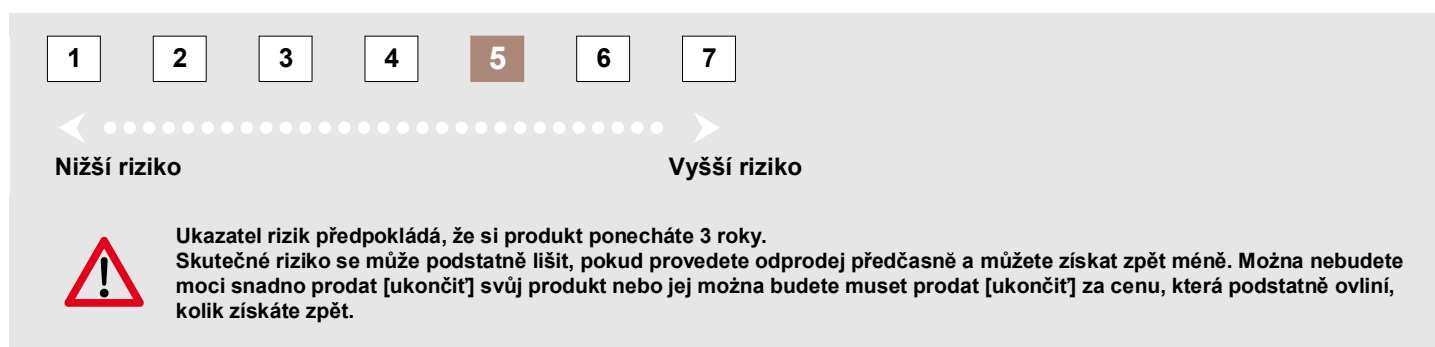 1 2 3 4 5 6 7
Nižší riziko Vyšší riziko
Ukazatel rizik předpokládá, že si produkt ponecháte 3 roky.
Skutečné riziko se může podstatně lišit, pokud provedete odprodej předčasně a můžete získat zpět méně. Možna nebudete
moci snadno prodat [ukončiť] svůj produkt nebo jej možna budete muset prodat [ukončiť] za cenu, která podstatně ovliní,
kolik získáte zpět.